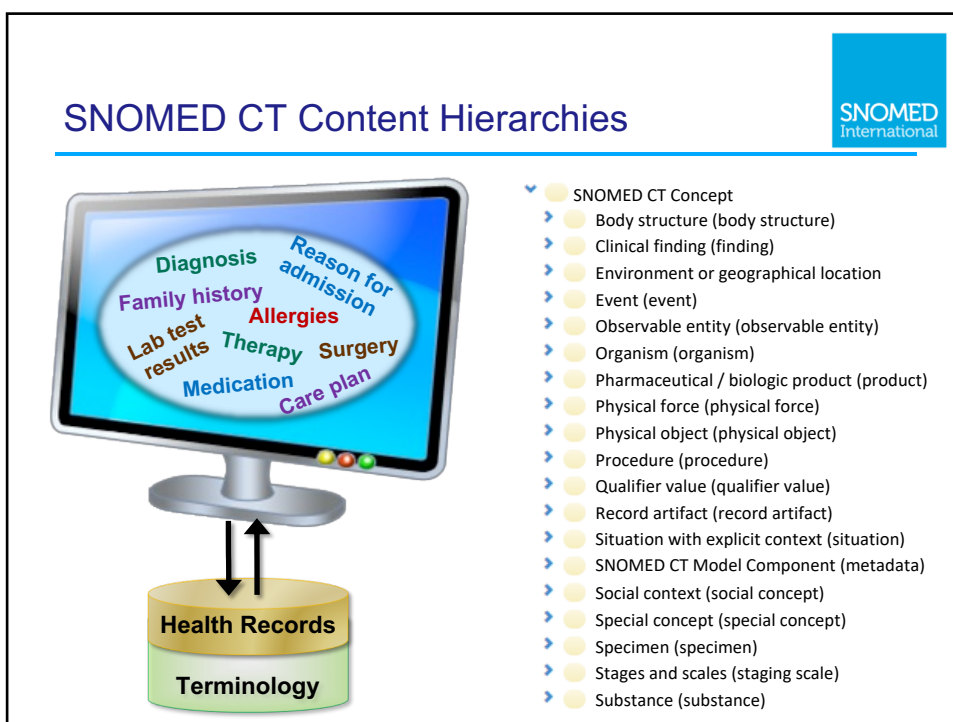 SNOMED CT Content Hierarchies
SNOMED
International
Diagnosis
Reason for
admission
Family history
Allergies
Lab test
results
Therapy
Surgery
Medication
Care plan
Health Records
Terminology
SNOMED CT Concept
Body structure (body structure)
Clinical finding (finding)
Environment or geographical location
Event (event)
Observable entity (observable entity)
Organism (organism)
Pharmaceutical / biologic product (product)
Physical force (physical force)
Physical object (physical object)
Procedure (procedure)
Qualifier value (qualifier value)
Record artifact (record artifact)
Situation with explicit context (situation)
SNOMED CT Model Component (metadata)
Social context (social concept)
Special concept (special concept)
Specimen (specimen)
Stages and scales (staging scale)
Substance (substance)